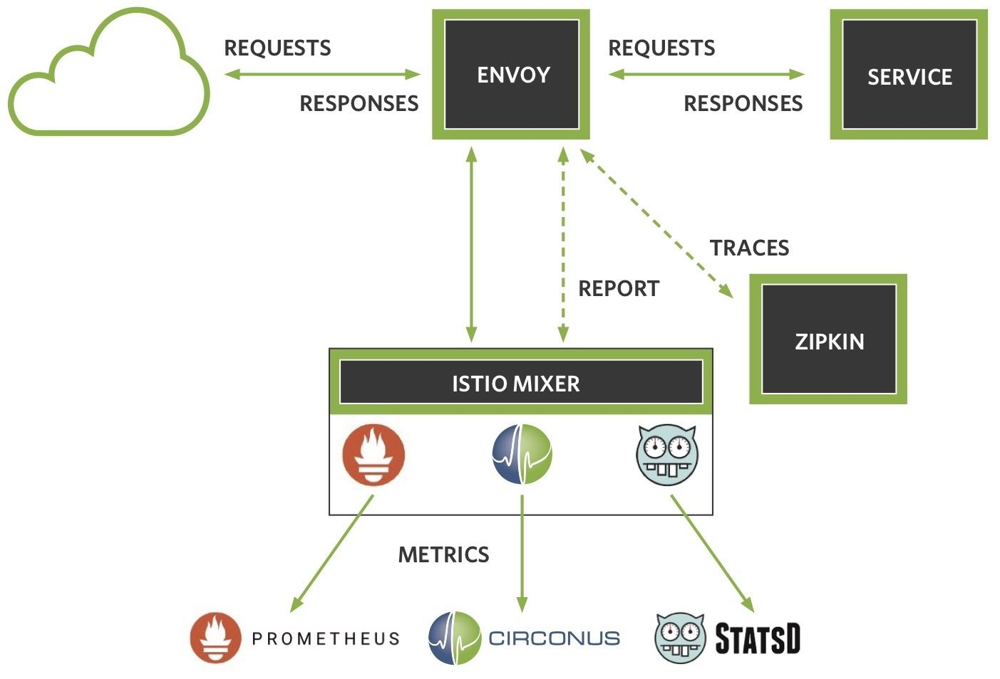 REQUESTS
RESPONSES
ENVOY
REQUESTS
RESPONSES
SERVICE
TRACES
REPORT
ZIPKIN
ISTIO MIXER
METRICS
PROMETHEUS
CIRCONUS
STATSD